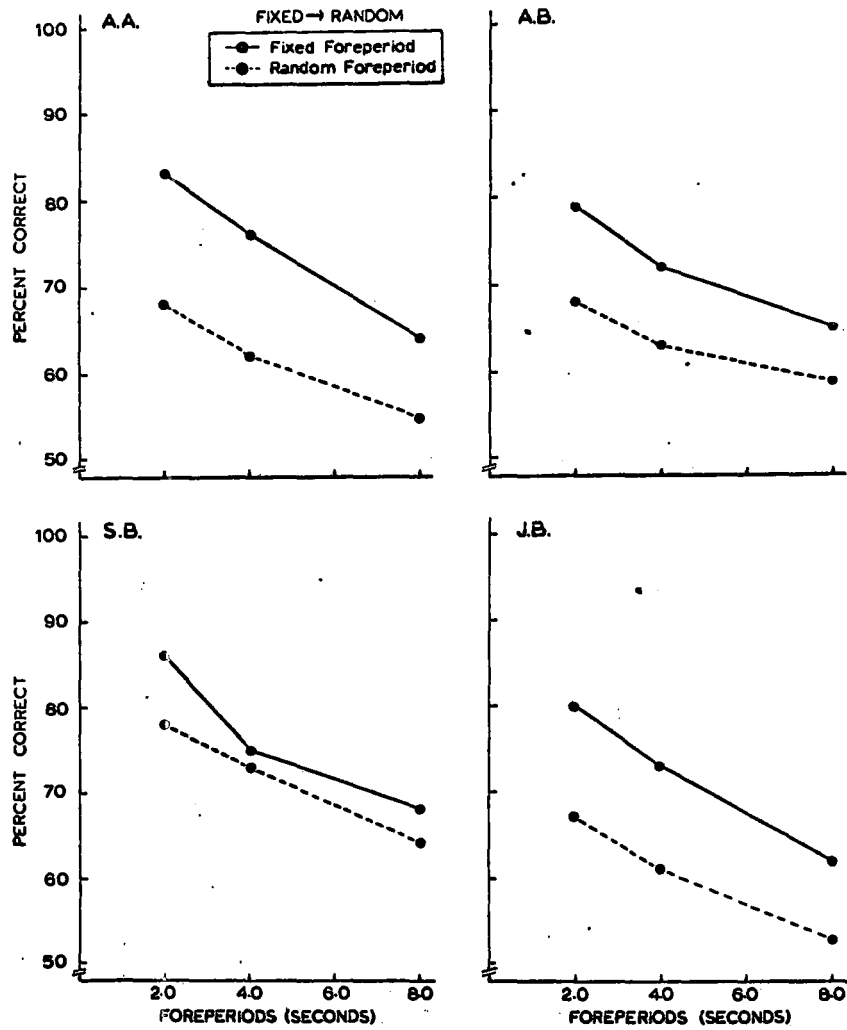 A.A.
FIXED → RANDOM
Fixed Foreperiod
Random Foreperiod
A.B.
100
90
80
70
60
50
PERCENT CORRECT
S.B.
J.B.
100
90
80
70
60
50
PERCENT CORRECT
2.0 4.0 6.0 8.0
FOREPERIODS (SECONDS)
2.0 4.0 6.0 8.0
FOREPERIODS (SECONDS)